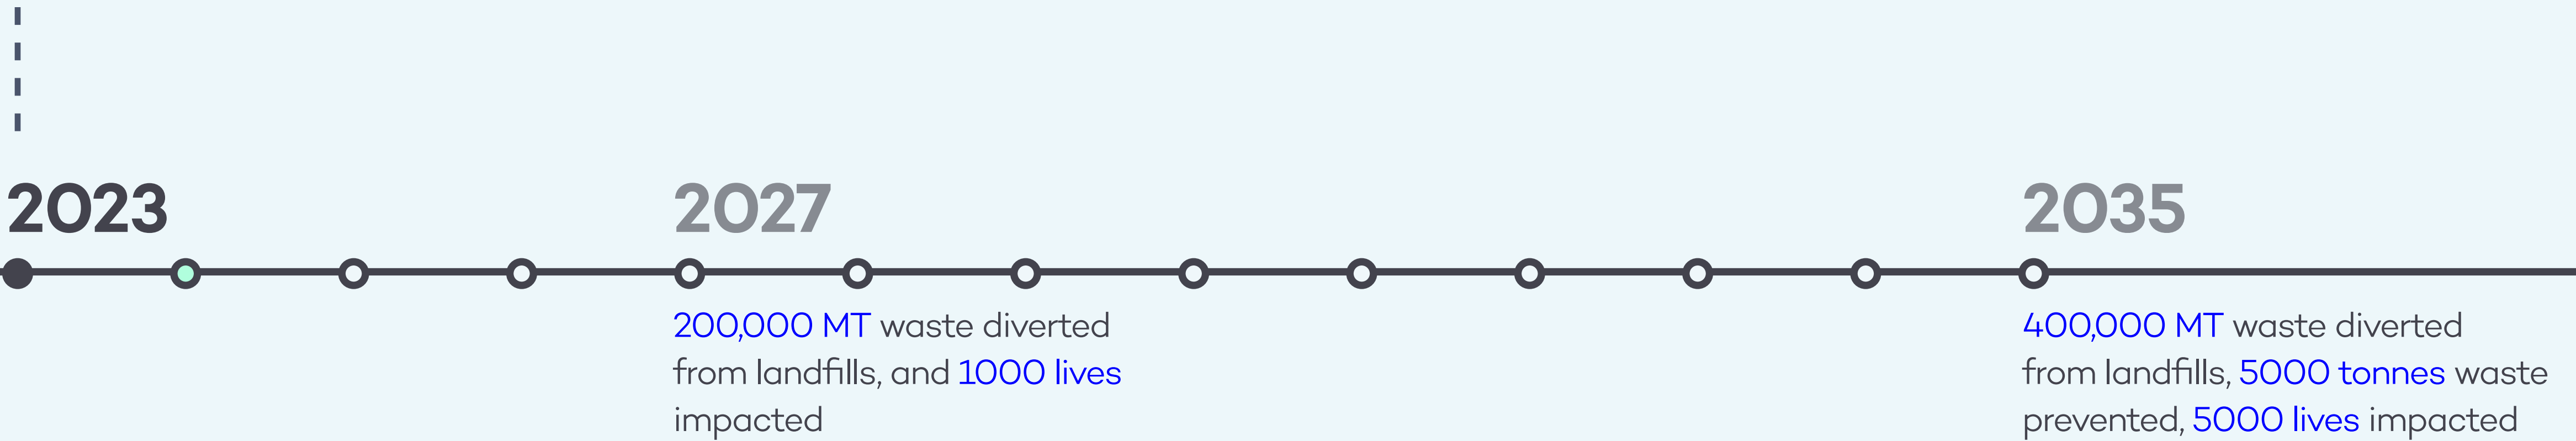 2023
2027
2035
200,000 MT waste diverted
from landfills, and 1000 lives
impacted
400,000 MT waste diverted
from landfills, 5000 tonnes waste
prevented, 5000 lives impacted